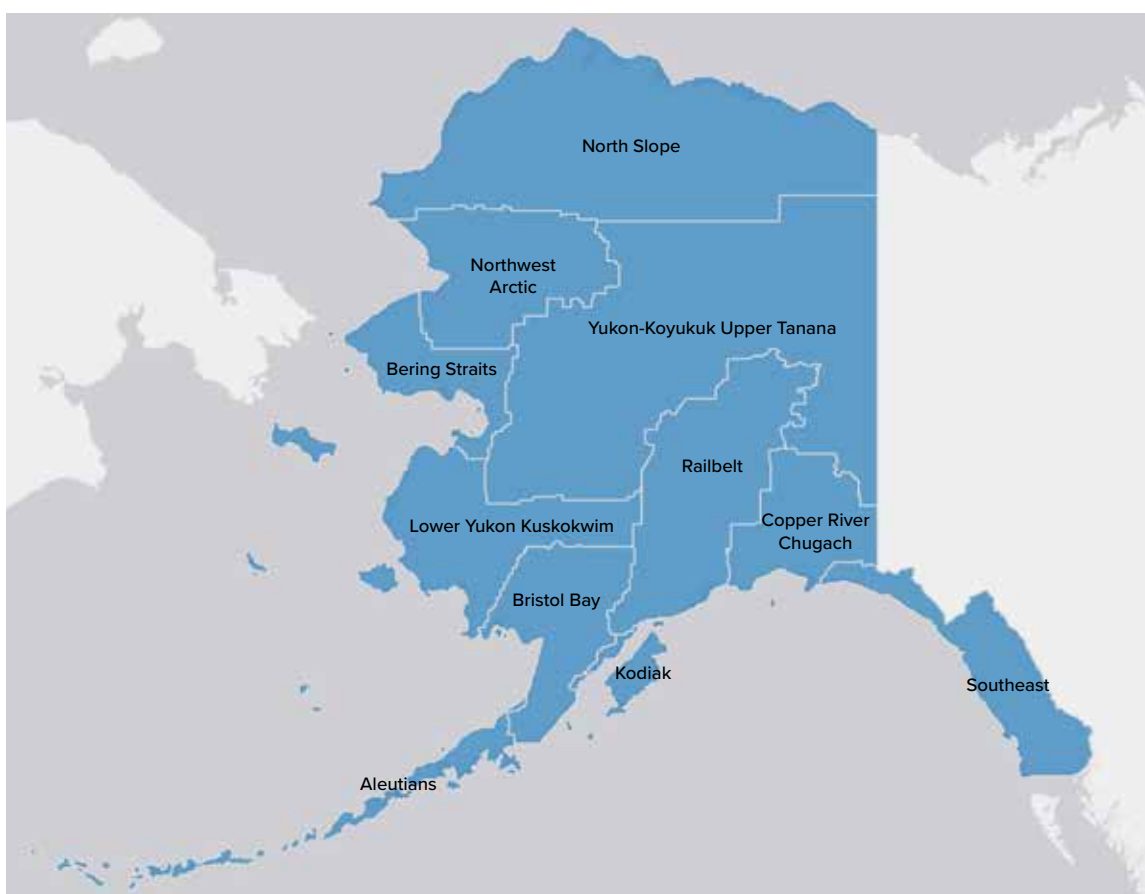 North Slope
Northwest
Arctic
Yukon-Koyukuk Upper Tanana
Bering Straits
Railbelt
Lower Yukon Kuskokwim
Copper River
Chugach
Bristol Bay
Kodiak
Southeast
Aleutians